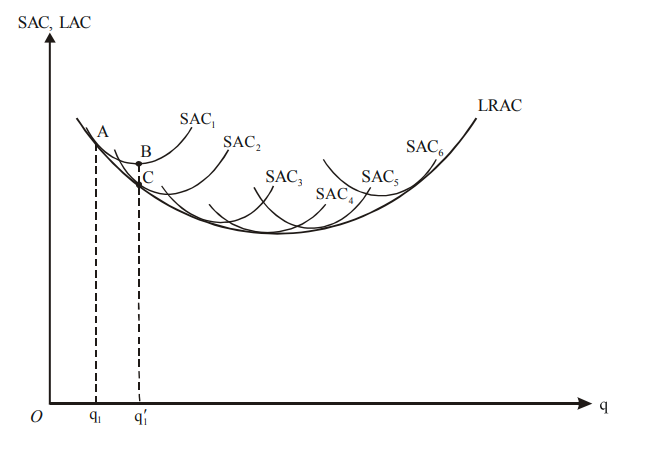 SAC, LAC
LRAC
A
SAC₁
B
SAC₂
SAC₆
C
SAC₃
SAC₅
SAC₄
O
q₁
q₁′
q